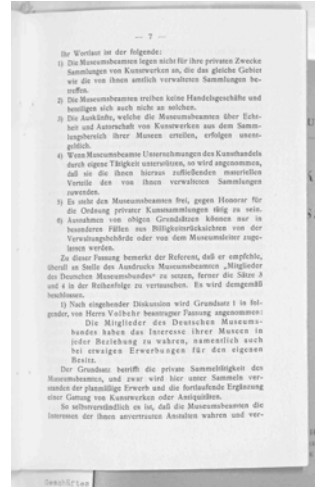 — 7 —
Ihr Wortlaut ist der folgende:
1) Die Museumsbeamten legen nicht für ihre privaten Zwecke
Sammlungen von Kunstwerken an, die das gleiche Gebiet
wie die von ihnen amtlich verwalteten Sammlungen be-
treffen.
2) Die Museumsbeamten treiben keine Handelsgeschäfte und
beteiligen sich auch nicht an solchen.
3) Die Auskünfte, welche die Museumsbeamten über Echt-
heit und Autorschaft von Kunstwerken aus dem Samm-
lungsbereich ihrer Museen erteilen, erfolgen unent-
geltlich.
4) Wenn Museumsbeamte Unternehmungen des Kunsthandels
durch eigene Tätigkeit unterstützen, so wird angenommen,
daß sie die ihnen hieraus zufließenden materiellen
Vorteile den von ihnen verwalteten Sammlungen
zuwenden.
5) Es steht den Museumsbeamten frei, gegen Honorar für
die Ordnung privater Kunstsammlungen tätig zu sein.
6) Ausnahmen von obigen Grundsätzen können nur in
besonderen Fällen aus Billigkeitsrücksichten von der
Verwaltungsbehörde oder von dem Museumsleiter zuge-
lassen werden.
Zu dieser Fassung bemerkt der Referent, daß er empfiehle,
überall an Stelle des Ausdrucks Museumsbeamten „Mitglieder
des Deutschen Museumsbundes" zu setzen, ferner die Sätze 3
und 4 in der Reihenfolge zu vertauschen. Es wird demgemäß
beschlossen.
1) Nach eingehender Diskussion wird Grundsatz 1 in fol-
gender, von Herrn Volbehr beantragter Fassung angenommen:
Die Mitglieder des Deutschen Museums-
bundes haben das Interesse ihrer Museen in
jeder Beziehung zu wahren, namentlich auch
bei etwaigen Erwerbungen für den eigenen
Besitz.
Der Grundsatz betrifft die private Sammeltätigkeit des
Museumsbeamten, und zwar wird hier unter Sammeln ver-
standen der planmäßige Erwerb und die fortlaufende Ergänzung
einer Gattung von Kunstwerken oder Antiquitäten.
So selbstverständlich es ist, daß die Museumsbeamten die
Interessen der ihnen anvertrauten Anstalten wahren und ver-